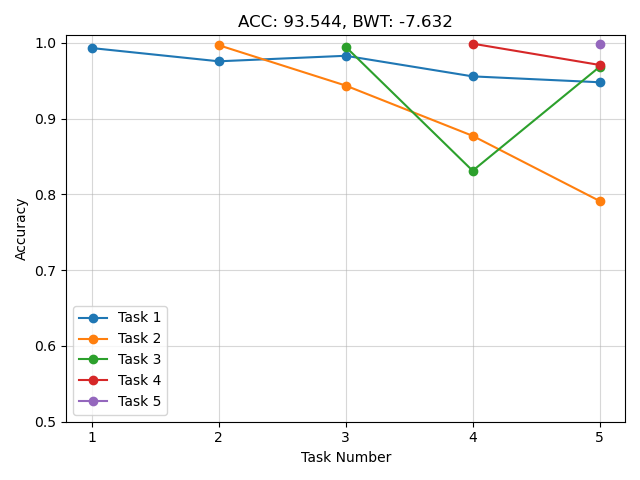 ACC: 93.544, BWT: -7.632
1.0
0.9
0.8
0.7
0.6
0.5
Accuracy
Task 1
Task 2
Task 3
Task 4
Task 5
1 2 3 4 5
Task Number